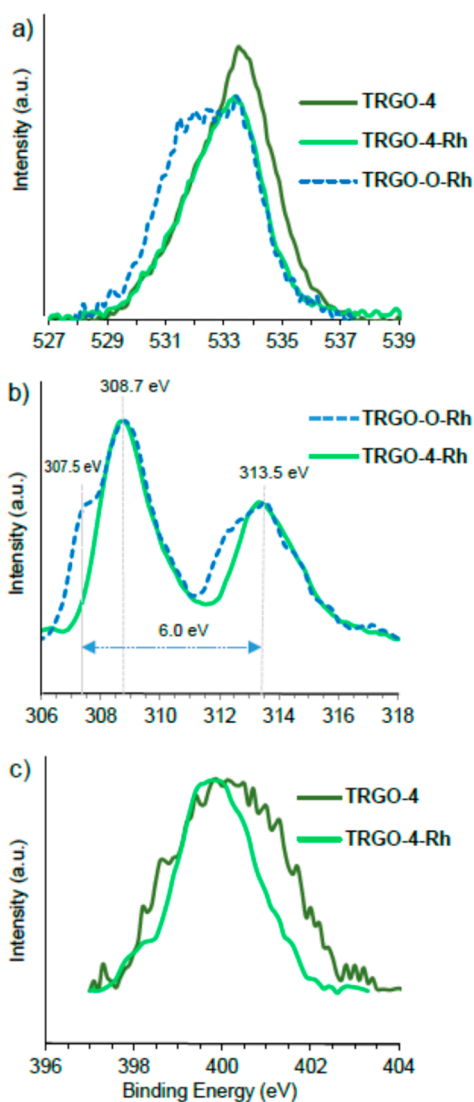 a)
Intensity (a.u.)
TRGO-4
TRGO-4-Rh
TRGO-O-Rh
527 529 531 533 535 537 539
b)
308.7 eV
TRGO-O-Rh
TRGO-4-Rh
307.5 eV
313.5 eV
Intensity (a.u.)
6.0 eV
306 308 310 312 314 316 318
c)
TRGO-4
TRGO-4-Rh
Intensity (a.u.)
396 398 400 402 404
Binding Energy (eV)